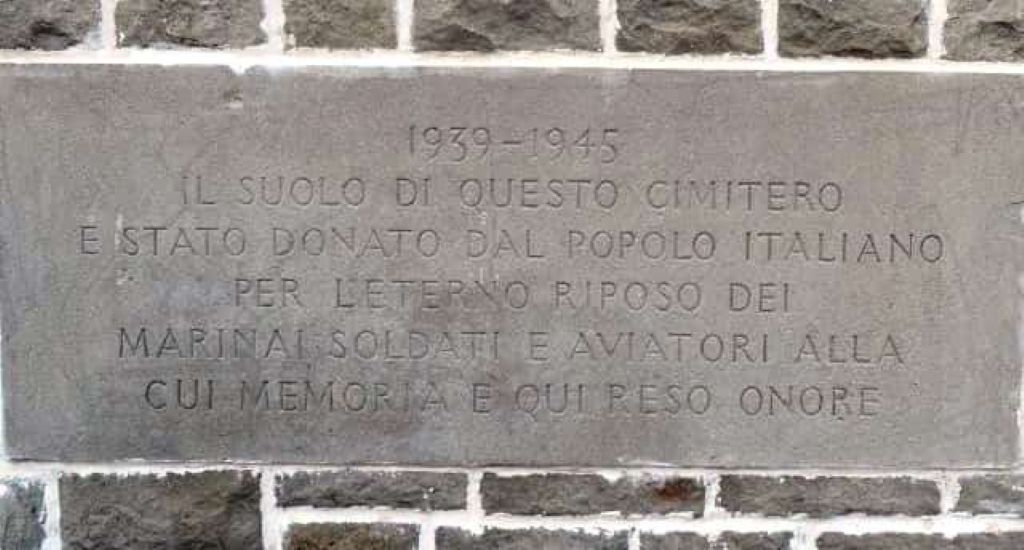 1939-1945
IL SUOLO DI QUESTO CIMITERO
E STATO DONATO DAL POPOLO ITALIANO
PER L'ETERNO RIPOSO DEI
MARINAI SOLDATI E AVIATORI ALLA
CUI MEMORIA E QUI RESO ONORE